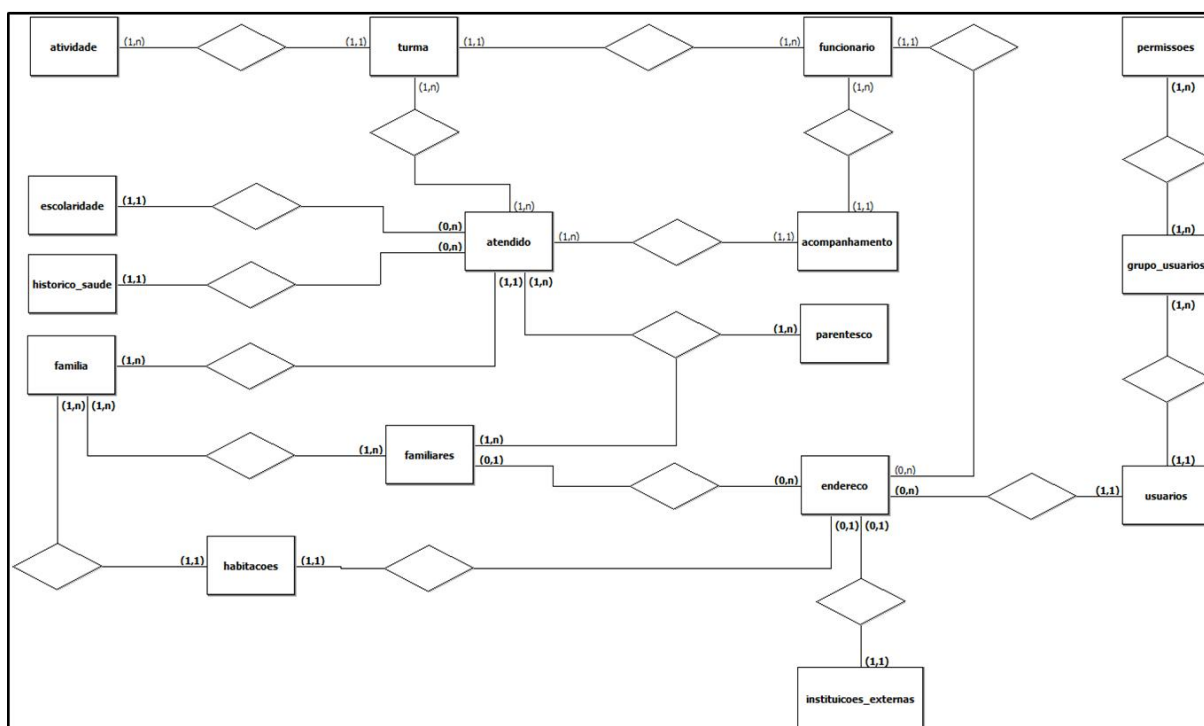 atividade (1,n) (1,1) turma (1,1) (1,n) funcionario (1,1) permissoes
(1,n) (1,n) (1,n)
escolaridade (1,1) (1,n) (1,1) (1,n)
(0,n) atendido (1,n) (1,1) acompanhamento grupo_usuarios
historico_saude (1,1) (0,n) (1,1) (1,n) (1,n)
(1,n) parentesco
familia (1,n)
(1,n) (1,n)
(1,n) familiares (1,n)
(0,1) (0,n) endereco (0,n) (1,1)
(0,n) (1,1) usuarios
(0,1) (0,1)
(1,1) habitacoes (1,1)
(1,1)
instituicoes_externas